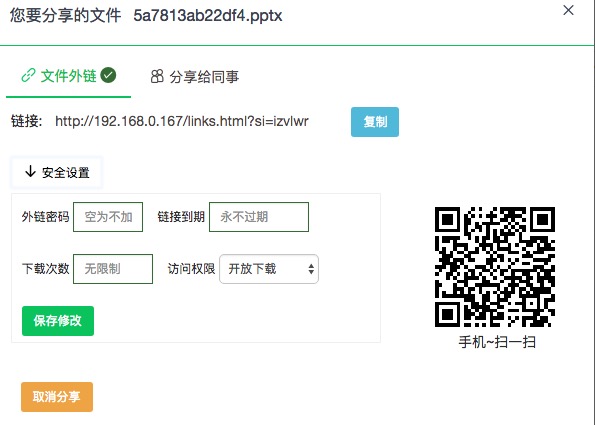 您要分享的文件 5a7813ab22df4.pptx
文件外链 分享给同事
链接: http://192.168.0.167/links.html?si=izvlwr 复制
安全设置
外链密码 空为不加 链接到期 永不过期
下载次数 无限制 访问权限 开放下载
保存修改
手机~扫一扫
取消分享